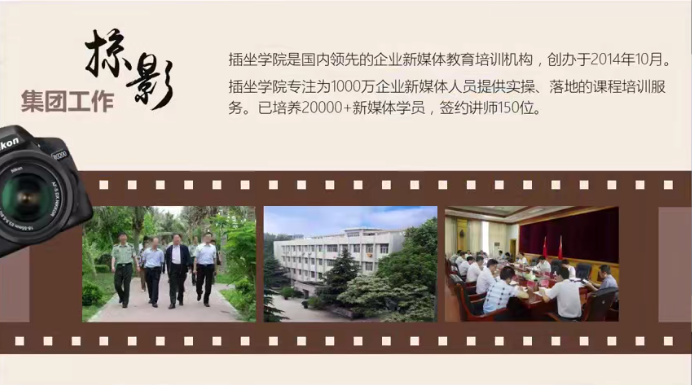 掠影
集团工作
插坐学院是国内领先的企业新媒体教育培训机构，创办于2014年10月。
插坐学院专注为1000万企业新媒体人员提供实操、落地的课程培训服
务。已培养20000+新媒体学员，签约讲师150位。
Nikon